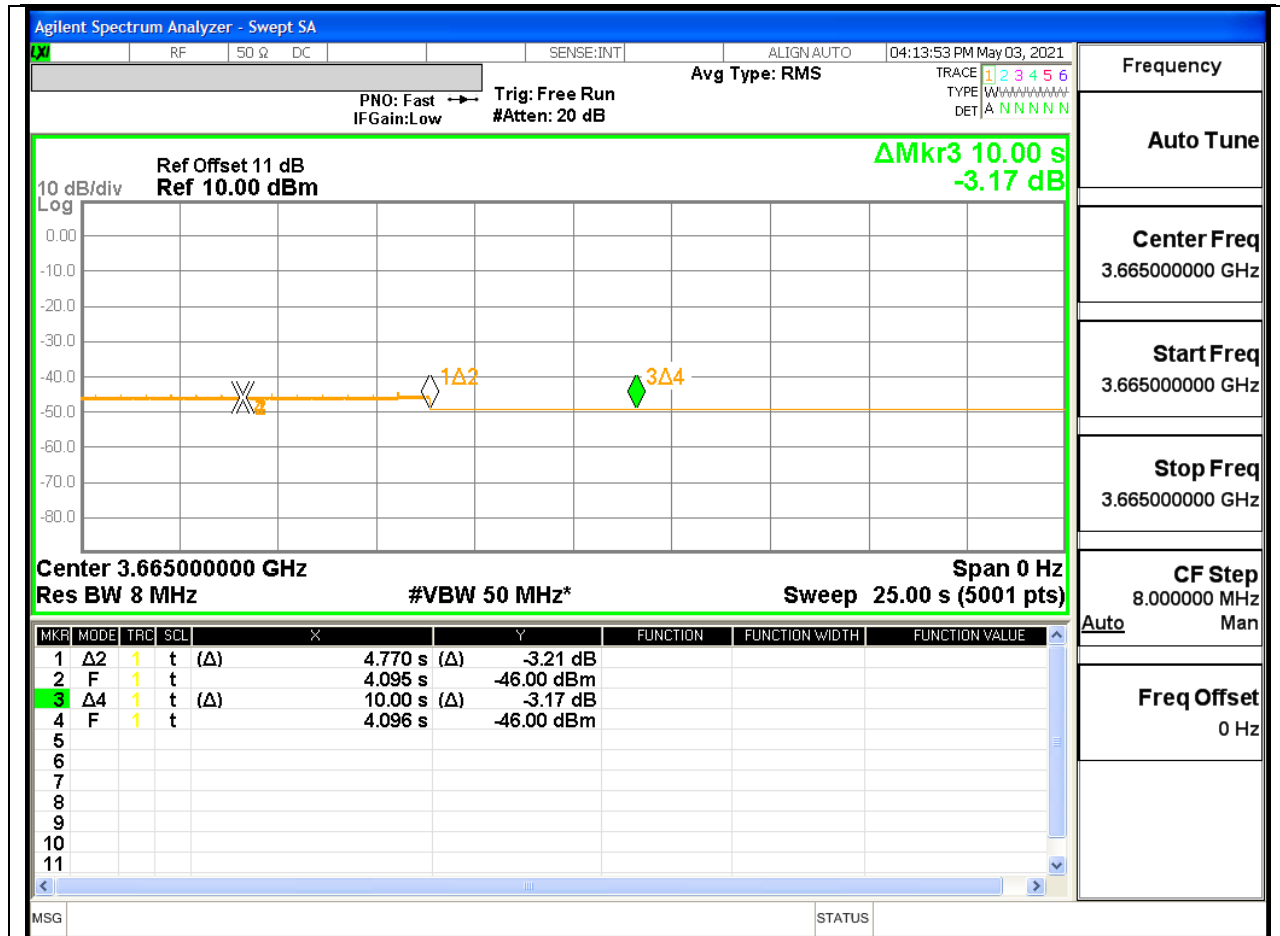 Agilent Spectrum Analyzer - Swept SA
LXI RF 50 Ω DC SENSE:INT ALIGN AUTO 04:13:53 PM May 03, 2021
PNO: Fast
IFGain:Low
Trig: Free Run
#Atten: 20 dB
Avg Type: RMS
TRACE 1 2 3 4 5 6
TYPE W
DET A N N N N N
ΔMkr3 10.00 s
-3.17 dB
Ref Offset 11 dB
Ref 10.00 dBm
10 dB/div
Log
0.00
-10.0
-20.0
-30.0
-40.0
-50.0
-60.0
-70.0
-80.0
1Δ2
3Δ4
2
Center 3.665000000 GHz Span 0 Hz
Res BW 8 MHz #VBW 50 MHz* Sweep 25.00 s (5001 pts)
MKR MODE TRC SCL X Y FUNCTION FUNCTION WIDTH FUNCTION VALUE
1 Δ2 1 t (Δ) 4.770 s (Δ) -3.21 dB
2 F 1 t 4.095 s -46.00 dBm
3 Δ4 1 t (Δ) 10.00 s (Δ) -3.17 dB
4 F 1 t 4.096 s -46.00 dBm
5
6
7
8
9
10
11
MSG STATUS
Frequency
Auto Tune
Center Freq
3.665000000 GHz
Start Freq
3.665000000 GHz
Stop Freq
3.665000000 GHz
CF Step
8.000000 MHz
Auto Man
Freq Offset
0 Hz